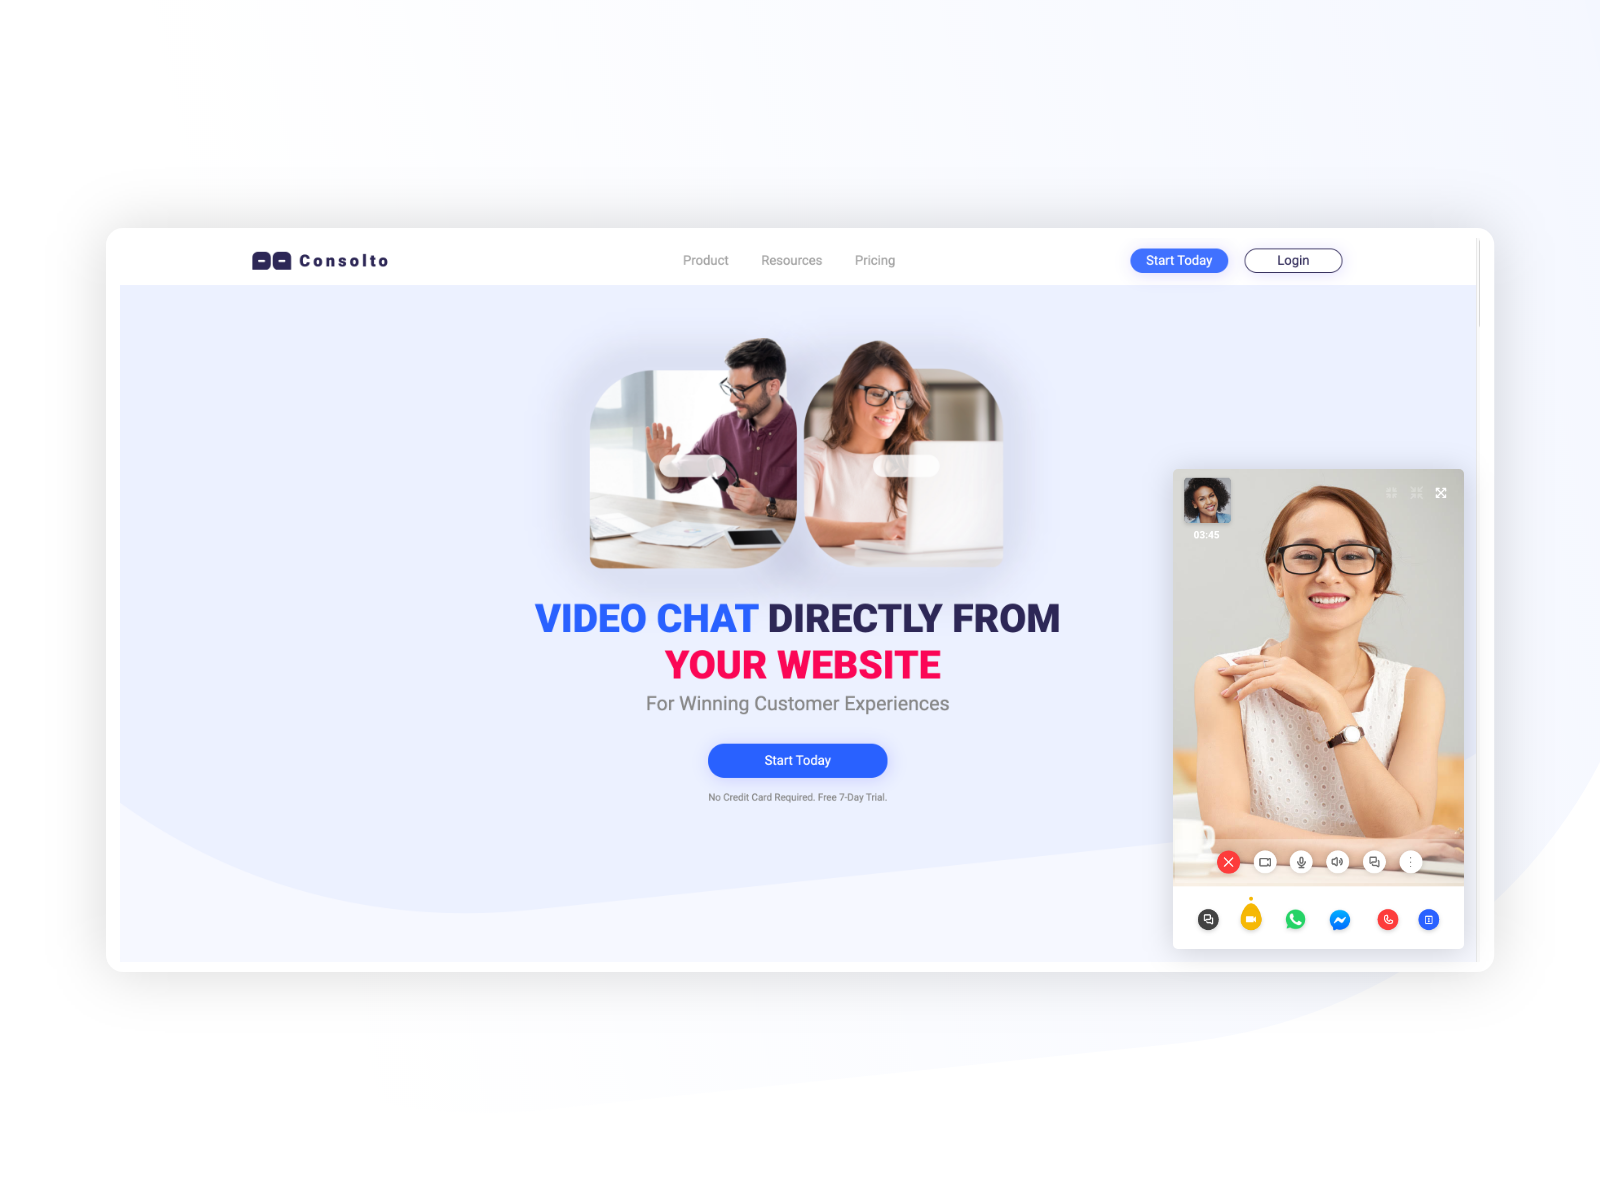 Consolto
Product
Resources
Pricing
Start Today
Login
VIDEO CHAT DIRECTLY FROM
YOUR WEBSITE
For Winning Customer Experiences
Start Today
No Credit Card Required. Free 7-Day Trial.
03:45